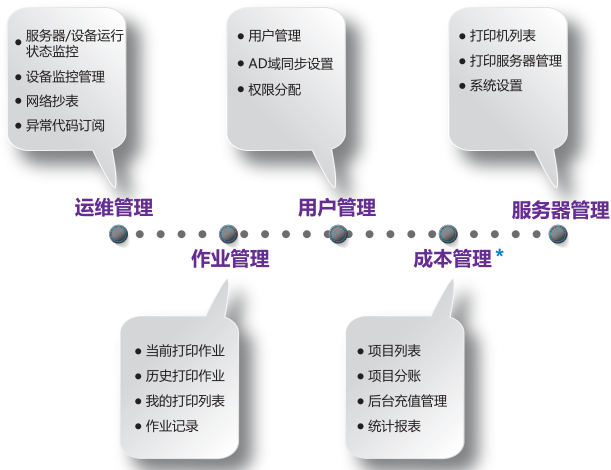 服务器/设备运行
状态监控
设备监控管理
网络抄表
异常代码订阅
用户管理
AD域同步设置
权限分配
打印机列表
打印服务器管理
系统设置
运维管理
用户管理
服务器管理
作业管理
成本管理*
当前打印作业
历史打印作业
我的打印列表
作业记录
项目列表
项目分账
后台充值管理
统计报表